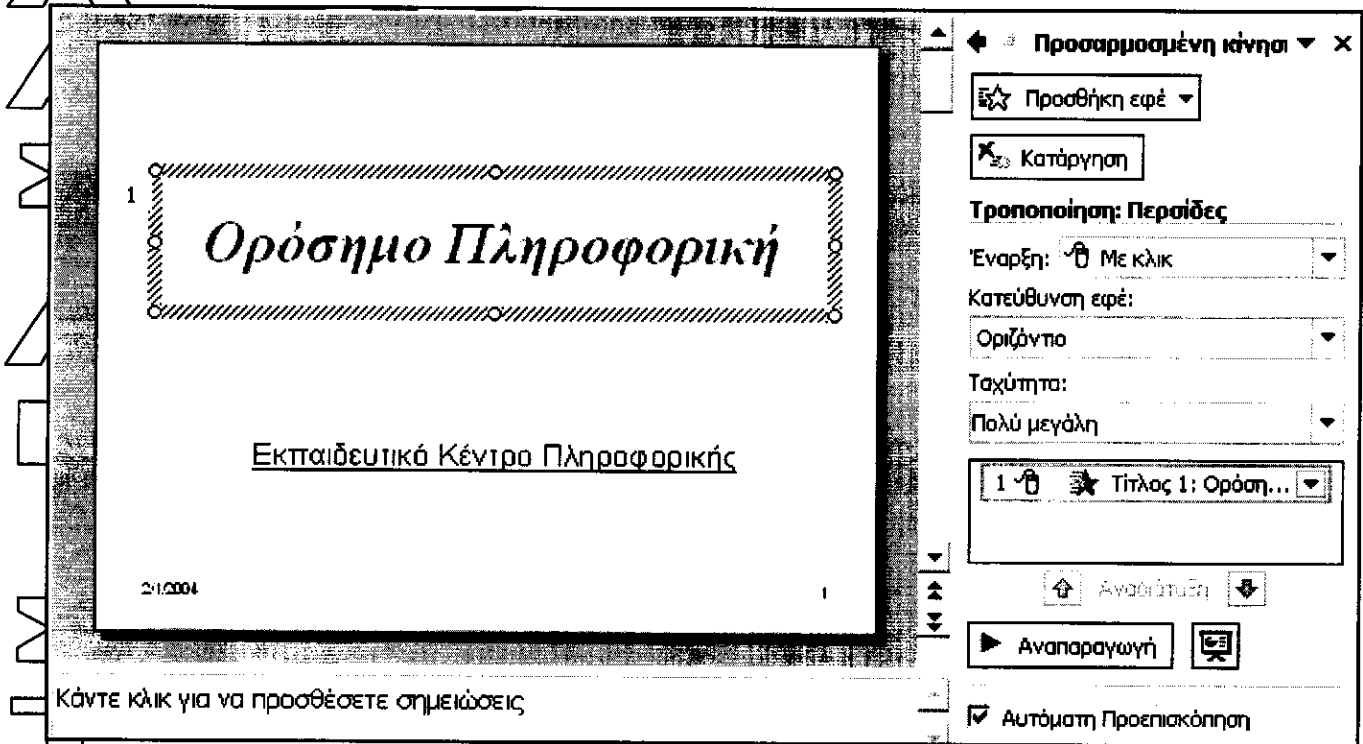 1
Ορόσημο Πληροφορική
Εκπαιδευτικό Κέντρο Πληροφορικής
2/1/2004
1
Κάντε κλικ για να προσθέσετε σημειώσεις
Προσαρμοσμένη κίνησι
Προσθήκη εφέ
Κατάργηση
Τροποποίηση: Περσίδες
Έναρξη: Με κλικ
Κατεύθυνση εφέ:
Οριζόντιο
Ταχύτητα:
Πολύ μεγάλη
1 Τίτλος 1: Ορόση...
Αναδιάταξη
Αναπαραγωγή
Αυτόματη Προεπισκόπηση